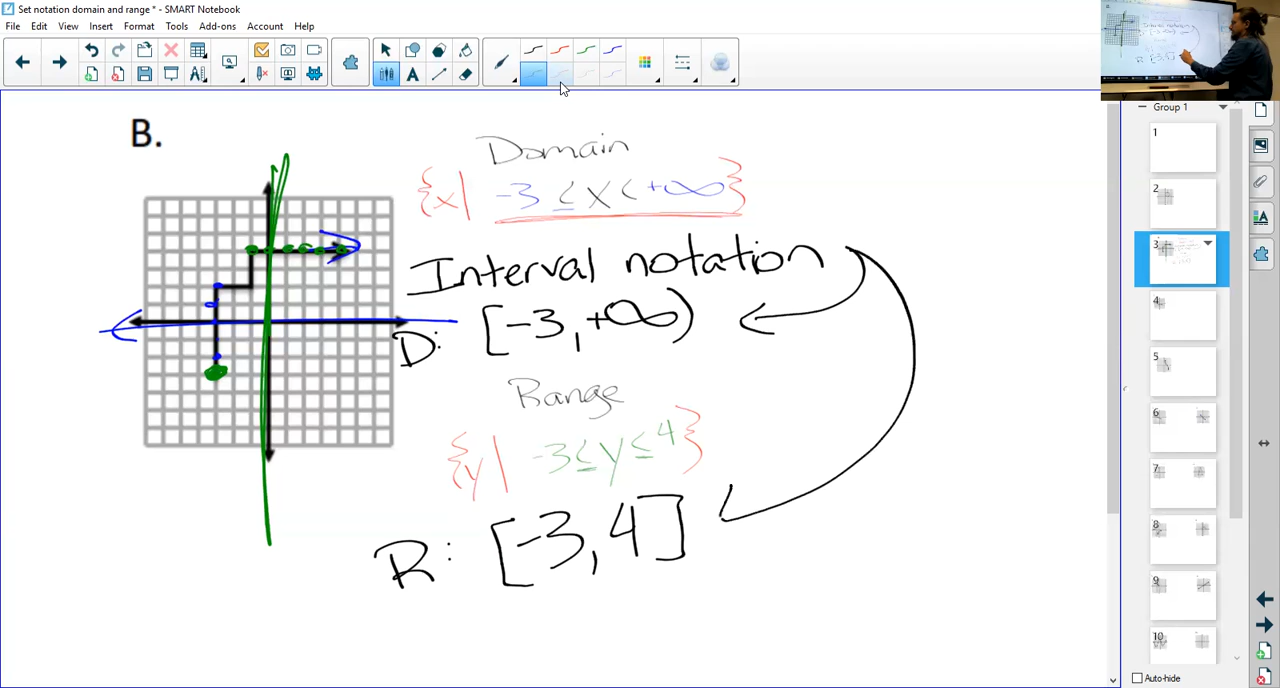 Set notation domain and range * - SMART Notebook
File Edit View Insert Format Tools Add-ons Account Help
Group 1
B.
Domain
{x| -3 ≤ x < +∞}
Interval notation
D: [-3, +∞)
Range
{y| -3 ≤ y ≤ 4}
R: [-3, 4]
1
2
3
4
5
6
7
8
9
10
Auto-hide